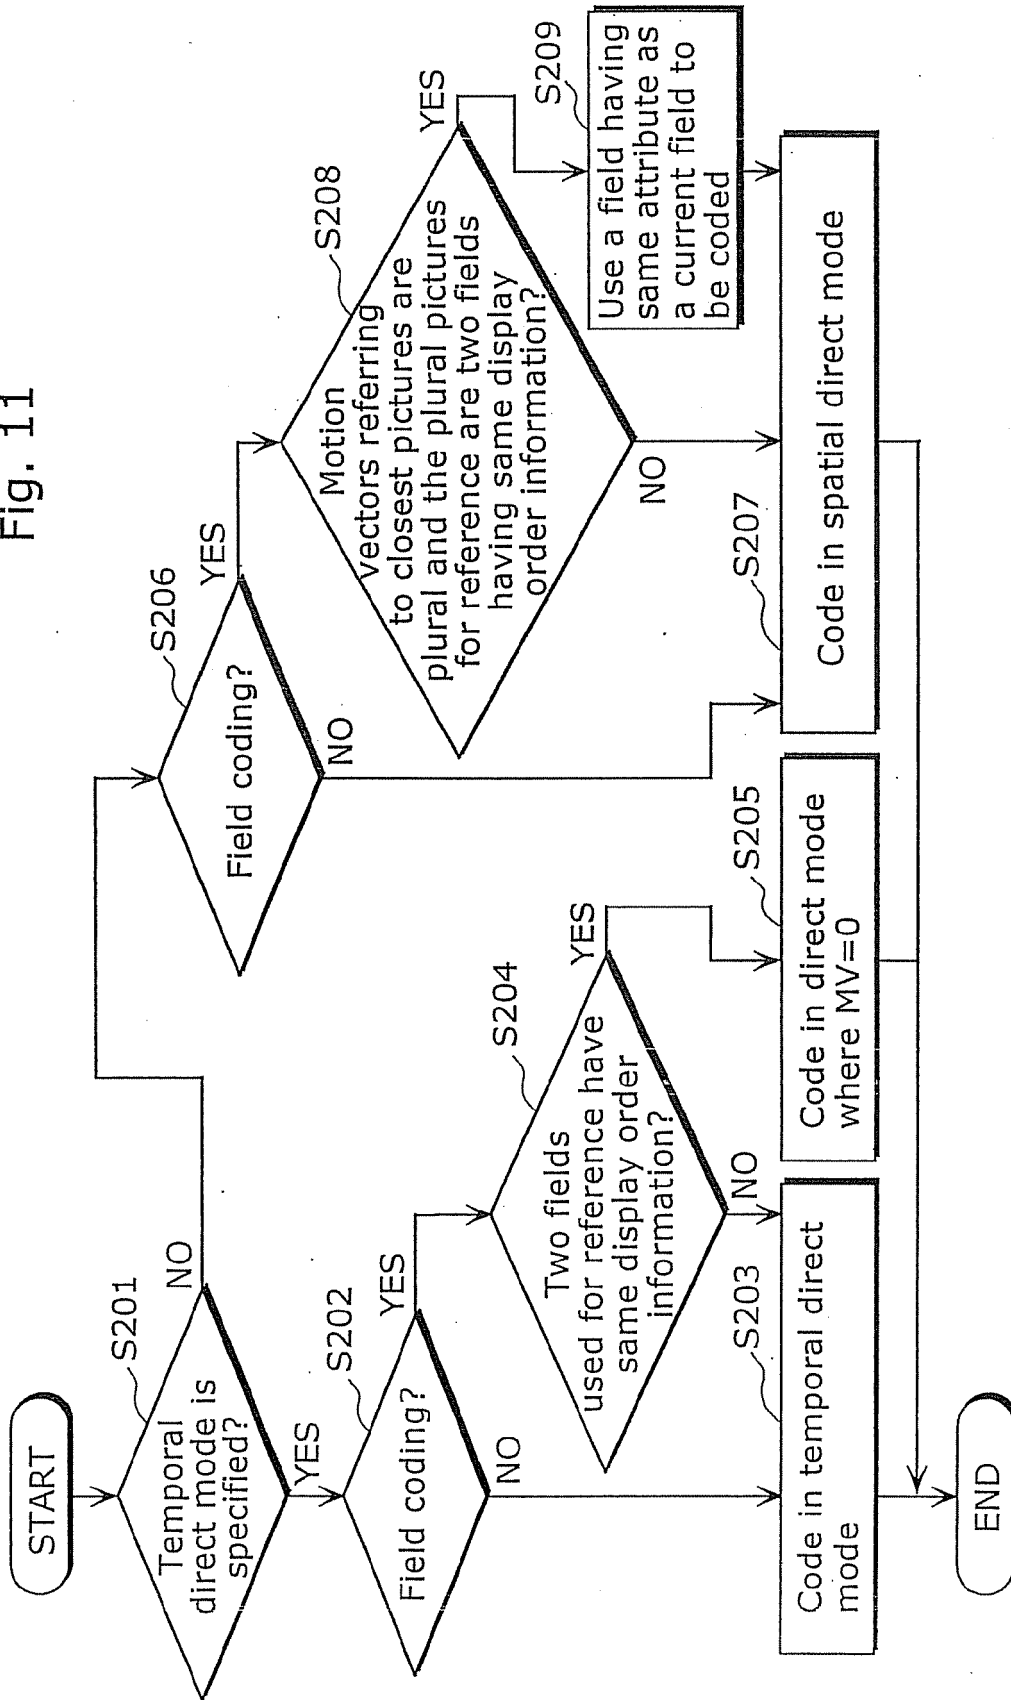 Fig. 11
START
S201
Temporal
direct mode is
specified?
NO
YES
S202
Field coding?
YES
NO
S204
Two fields
used for reference have
same display order
information?
YES
NO
S203
Code in temporal direct
mode
S205
Code in direct mode
where MV=0
S206
Field coding?
YES
NO
S208
Motion
vectors referring
to closest pictures are
plural and the plural pictures
for reference are two fields
having same display
order information?
YES
NO
S209
Use a field having
same attribute as
a current field to
be coded
S207
Code in spatial direct mode
END